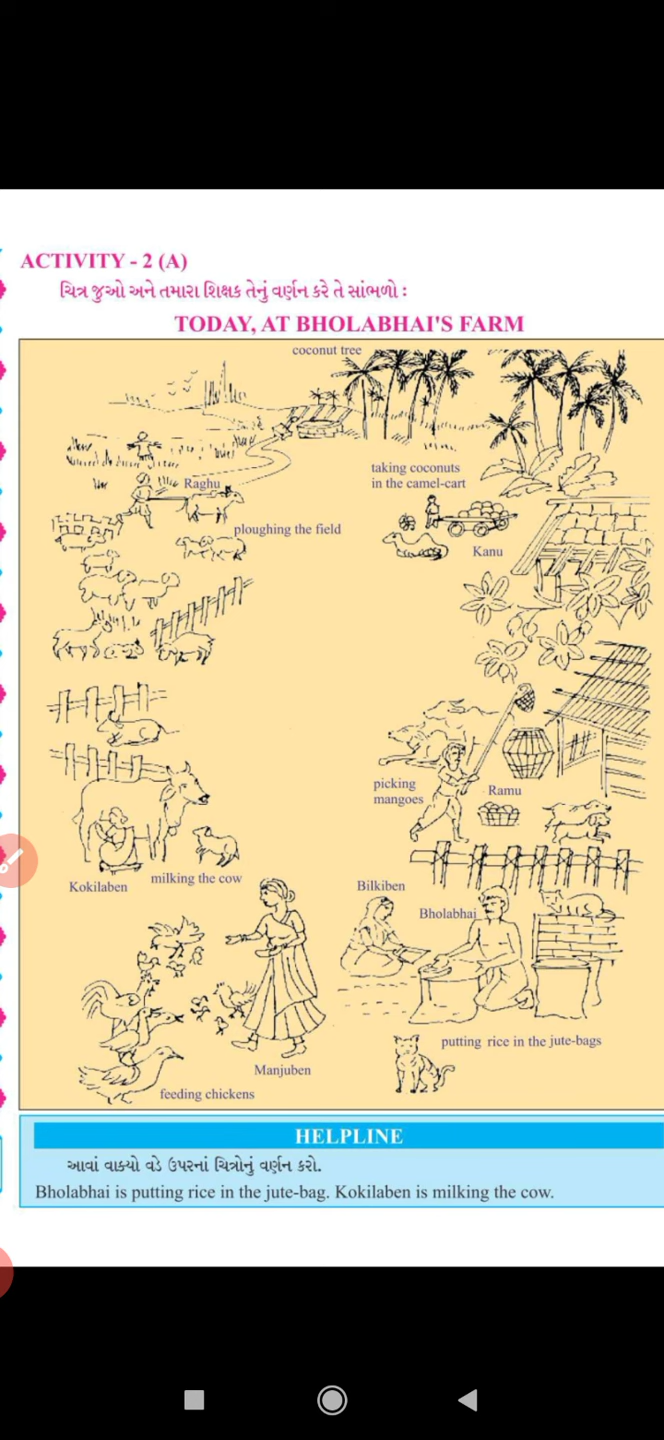 ACTIVITY - 2 (A)
ચિત્ર જુઓ અને તમારા શિક્ષક તેનું વર્ણન કરે તે સાંભળો :
TODAY, AT BHOLABHAI'S FARM
coconut tree
taking coconuts
in the camel-cart
Raghu
ploughing the field
Kanu
picking
mangoes
Ramu
milking the cow
Kokilaben
Bilkiben
Bholabhai
putting rice in the jute-bags
Manjuben
feeding chickens
HELPLINE
આવાં વાક્યો વડે ઉપરનાં ચિત્રોનું વર્ણન કરો.
Bholabhai is putting rice in the jute-bag. Kokilaben is milking the cow.